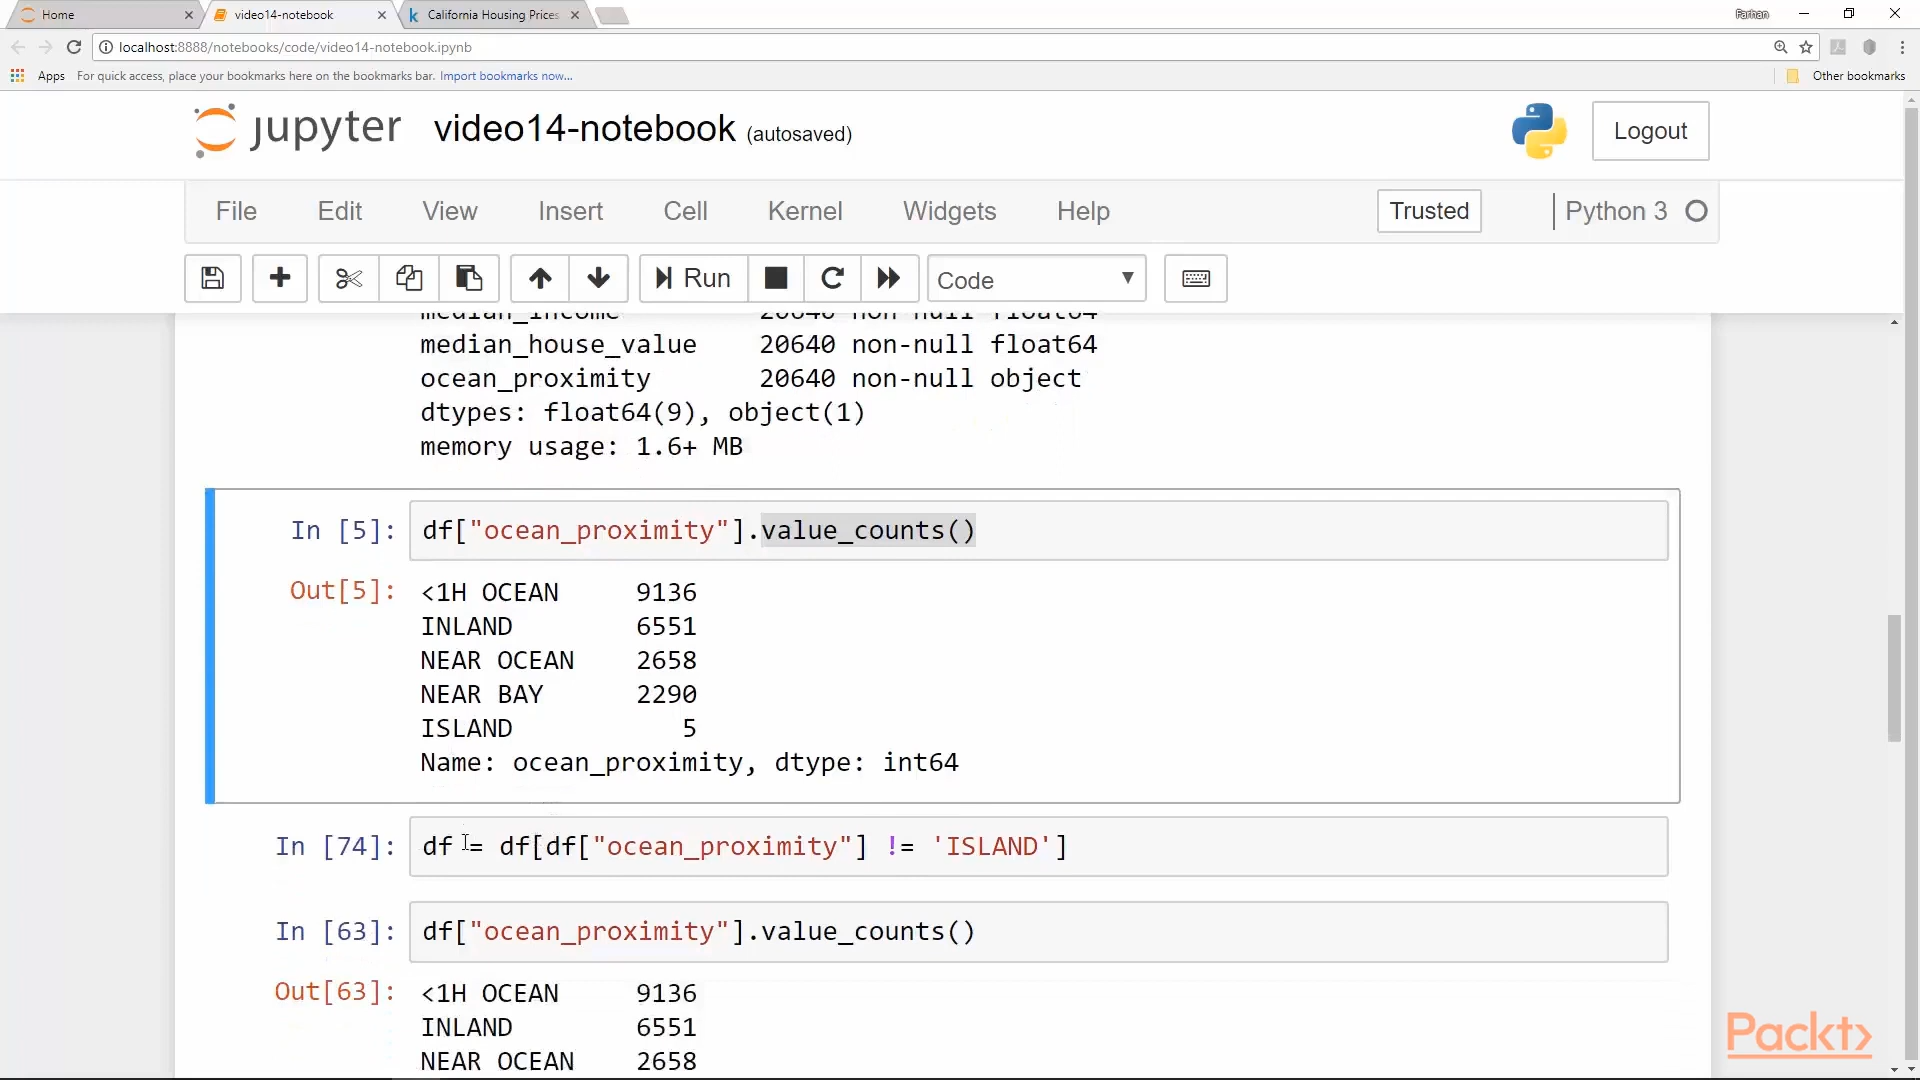 Home
video14-notebook
California Housing Prices
Farhan
localhost:8888/notebooks/code/video14-notebook.ipynb
Apps
For quick access, place your bookmarks here on the bookmarks bar. Import bookmarks now...
Other bookmarks
jupyter video14-notebook (autosaved)
Logout
File Edit View Insert Cell Kernel Widgets Help
Trusted
Python 3
Run
Code
median_income 20640 non-null float64
median_house_value 20640 non-null float64
ocean_proximity 20640 non-null object
dtypes: float64(9), object(1)
memory usage: 1.6+ MB
In [5]: df["ocean_proximity"].value_counts()
Out[5]: <1H OCEAN 9136
INLAND 6551
NEAR OCEAN 2658
NEAR BAY 2290
ISLAND 5
Name: ocean_proximity, dtype: int64
In [74]: df = df[df["ocean_proximity"] != 'ISLAND']
In [63]: df["ocean_proximity"].value_counts()
Out[63]: <1H OCEAN 9136
INLAND 6551
NEAR OCEAN 2658
Packt>